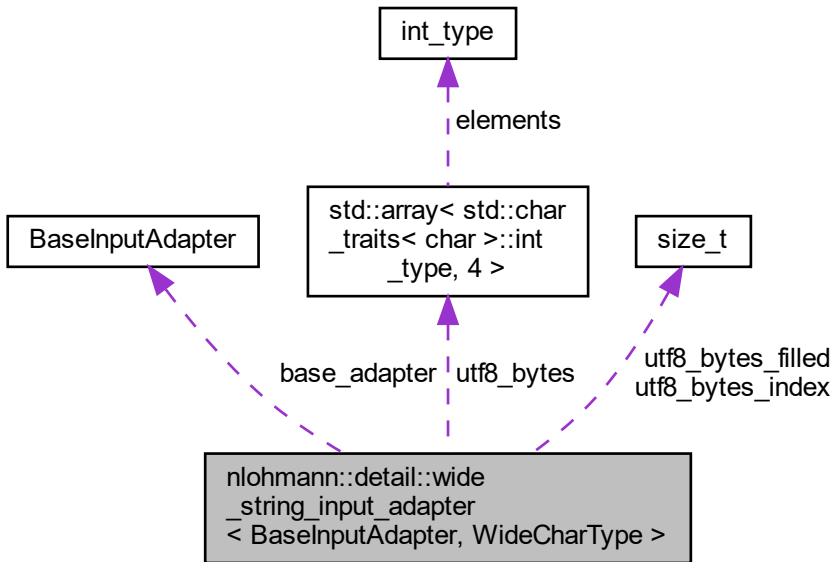 int_type
elements
std::array< std::char
_traits< char >::int
_type, 4 >
BaseInputAdapter
size_t
base_adapter
utf8_bytes
utf8_bytes_filled
utf8_bytes_index
nlohmann::detail::wide
_string_input_adapter
< BaseInputAdapter, WideCharType >